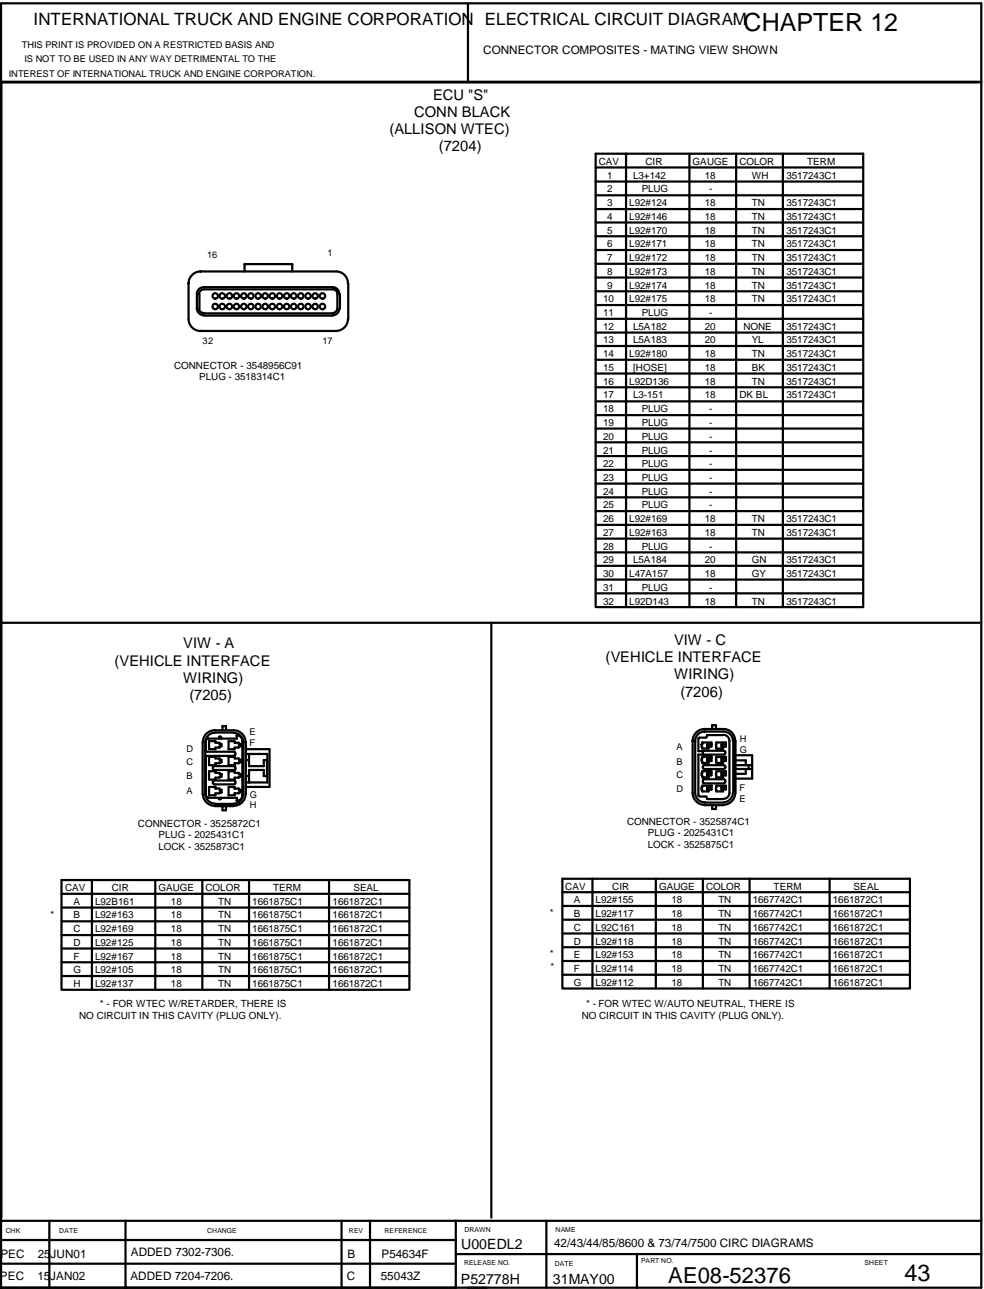 INTERNATIONAL TRUCK AND ENGINE CORPORATION
THIS PRINT IS PROVIDED ON A RESTRICTED BASIS AND
IS NOT TO BE USED IN ANY WAY DETRIMENTAL TO THE
INTEREST OF INTERNATIONAL TRUCK AND ENGINE CORPORATION.
ELECTRICAL CIRCUIT DIAGRAM
CHAPTER 12
CONNECTOR COMPOSITES - MATING VIEW SHOWN
ECU "S"
CONN BLACK
(ALLISON WTEC)
(7204)
16 1
32 17
CONNECTOR - 3548956C91
PLUG - 3518314C1
CAV CIR GAUGE COLOR TERM
1 L3+142 18 WH 3517243C1
2 PLUG -
3 L92#124 18 TN 3517243C1
4 L92#146 18 TN 3517243C1
5 L92#170 18 TN 3517243C1
6 L92#171 18 TN 3517243C1
7 L92#172 18 TN 3517243C1
8 L92#173 18 TN 3517243C1
9 L92#174 18 TN 3517243C1
10 L92#175 18 TN 3517243C1
11 PLUG -
12 L5A182 20 NONE 3517243C1
13 L5A183 20 YL 3517243C1
14 L92#180 18 TN 3517243C1
15 [HOSE] 18 BK 3517243C1
16 L92D136 18 TN 3517243C1
17 L3-151 18 DK BL 3517243C1
18 PLUG -
19 PLUG -
20 PLUG -
21 PLUG -
22 PLUG -
23 PLUG -
24 PLUG -
25 PLUG -
26 L92#169 18 TN 3517243C1
27 L92#163 18 TN 3517243C1
28 PLUG -
29 L5A184 20 GN 3517243C1
30 L47A157 18 GY 3517243C1
31 PLUG -
32 L92D143 18 TN 3517243C1
VIW - A
(VEHICLE INTERFACE
WIRING)
(7205)
E
D F
C
B
A G
H
CONNECTOR - 3525872C1
PLUG - 2025431C1
LOCK - 3525873C1
CAV CIR GAUGE COLOR TERM SEAL
A L92B161 18 TN 1661875C1 1661872C1
* B L92#163 18 TN 1661875C1 1661872C1
C L92#169 18 TN 1661875C1 1661872C1
D L92#125 18 TN 1661875C1 1661872C1
F L92#167 18 TN 1661875C1 1661872C1
G L92#105 18 TN 1661875C1 1661872C1
H L92#137 18 TN 1661875C1 1661872C1
* - FOR WTEC W/RETARDER, THERE IS
NO CIRCUIT IN THIS CAVITY (PLUG ONLY).
VIW - C
(VEHICLE INTERFACE
WIRING)
(7206)
H
A G
B
C
D F
E
CONNECTOR - 3525874C1
PLUG - 2025431C1
LOCK - 3525875C1
CAV CIR GAUGE COLOR TERM SEAL
A L92#155 18 TN 1667742C1 1661872C1
* B L92#117 18 TN 1667742C1 1661872C1
C L92C161 18 TN 1667742C1 1661872C1
D L92#118 18 TN 1667742C1 1661872C1
* E L92#153 18 TN 1667742C1 1661872C1
* F L92#114 18 TN 1667742C1 1661872C1
G L92#112 18 TN 1667742C1 1661872C1
* - FOR WTEC W/AUTO NEUTRAL, THERE IS
NO CIRCUIT IN THIS CAVITY (PLUG ONLY).
CHK DATE CHANGE REV REFERENCE
PEC 25JUN01 ADDED 7302-7306. B P54634F
PEC 15JAN02 ADDED 7204-7206. C 55043Z
DRAWN
U00EDL2
NAME
42/43/44/85/8600 & 73/74/7500 CIRC DIAGRAMS
RELEASE NO.
P52778H
DATE
31MAY00
PART NO.
AE08-52376
SHEET
43